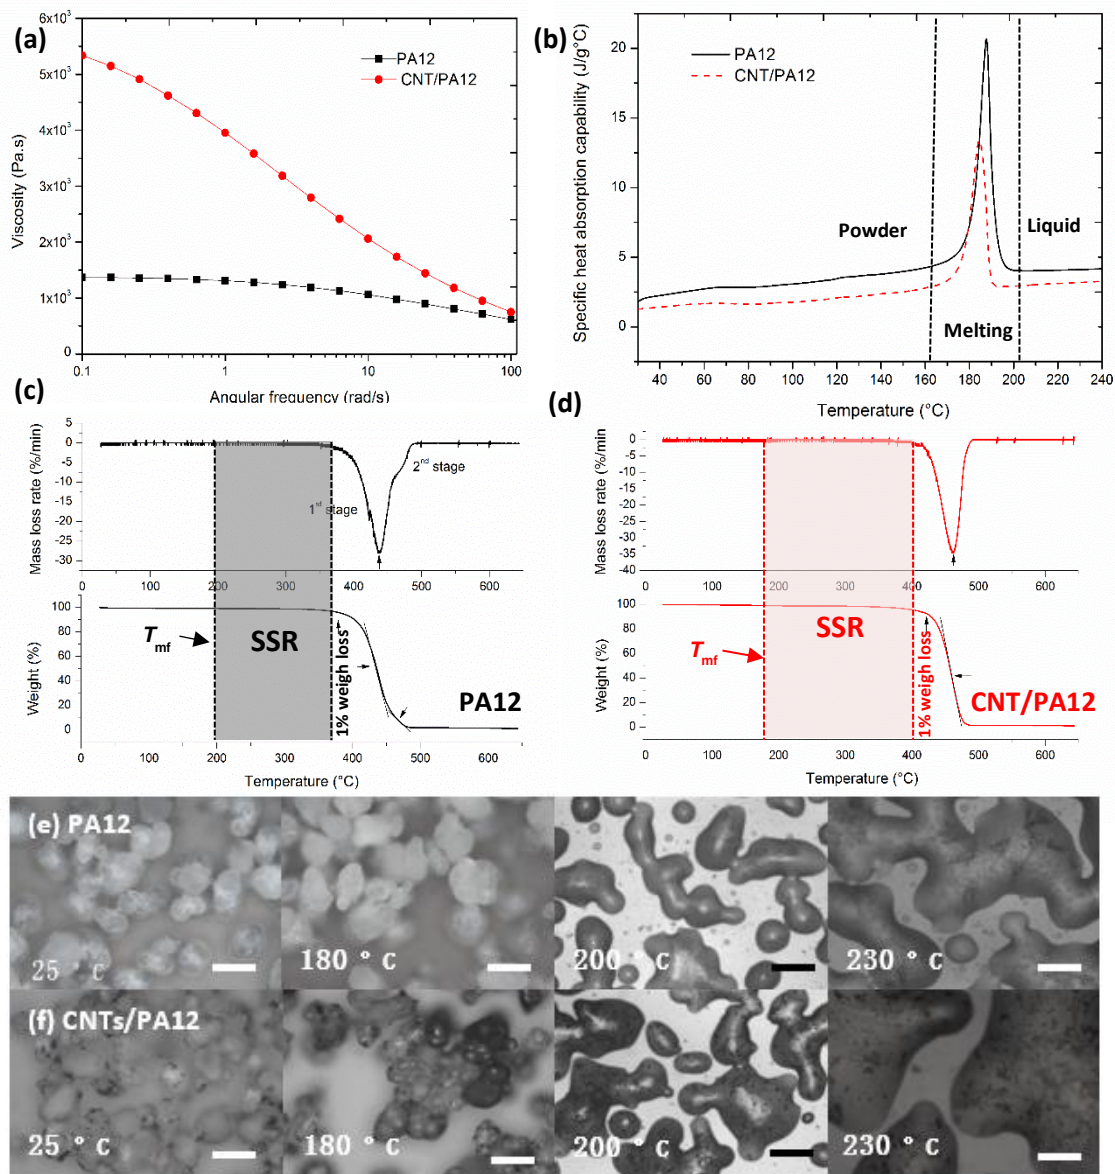 (a)
6x10³
5x10³
4x10³
3x10³
2x10³
1x10³
0
Viscosity (Pa.s)
PA12
CNT/PA12
0.1 1 10 100
Angular frequency (rad/s)
(b)
20
15
10
5
0
Specific heat absorption capability (J/g°C)
PA12
CNT/PA12
Powder
Liquid
Melting
40 60 80 100 120 140 160 180 200 220 240
Temperature (°C)
(c)
5
0
-5
-10
-15
-20
-25
-30
Mass loss rate (%/min)
2nd stage
1st stage
0 100 200 300 400 500 600
100
80
60
40
20
0
Weight (%)
Tmf
SSR
1% weigh loss
PA12
0 100 200 300 400 500 600
Temperature (°C)
(d)
5
0
-5
-10
-15
-20
-25
-30
-35
-40
Mass loss rate (%/min)
0 100 200 300 400 500 600
100
80
60
40
20
0
Weight (%)
Tmf
SSR
1% weigh loss
CNT/PA12
0 100 200 300 400 500 600
Temperature (°C)
(e) PA12
25 ° C
180 ° C
200 ° C
230 ° C
(f) CNTs/PA12
25 ° C
180 ° C
200 ° C
230 ° C